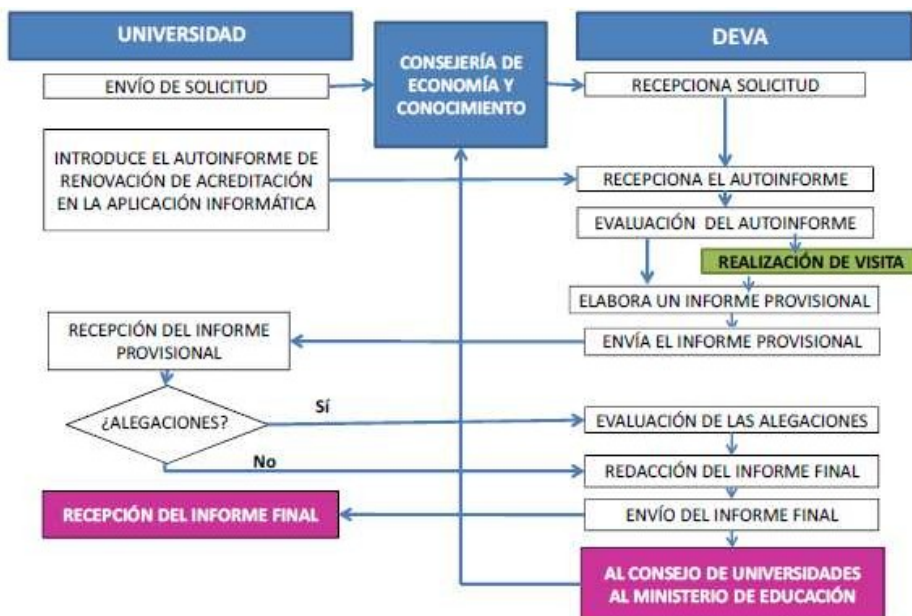 UNIVERSIDAD
CONSEJERÍA DE
ECONOMÍA Y
CONOCIMIENTO
DEVA
ENVÍO DE SOLICITUD
RECEPCIONA SOLICITUD
INTRODUCE EL AUTOINFORME DE
RENOVACIÓN DE ACREDITACIÓN
EN LA APLICACIÓN INFORMÁTICA
RECEPCIONA EL AUTOINFORME
EVALUACIÓN DEL AUTOINFORME
REALIZACIÓN DE VISITA
ELABORA UN INFORME PROVISIONAL
RECEPCIÓN DEL INFORME
PROVISIONAL
ENVÍA EL INFORME PROVISIONAL
¿ALEGACIONES?
Sí
EVALUACIÓN DE LAS ALEGACIONES
No
REDACCIÓN DEL INFORME FINAL
RECEPCIÓN DEL INFORME FINAL
ENVÍO DEL INFORME FINAL
AL CONSEJO DE UNIVERSIDADES
AL MINISTERIO DE EDUCACIÓN